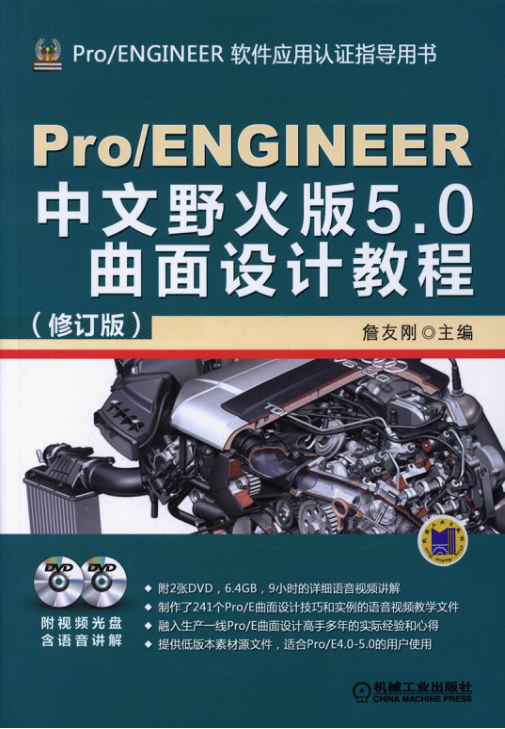 Pro/ENGINEER 软件应用认证指导用书
Pro/ENGINEER
中文野火版5.0
曲面设计教程
（修订版）
詹友刚◎主编
TDI
V6-5.0
DVD DVD
附视频光盘
含语音讲解
附2张DVD，6.4GB，9小时的详细语音视频讲解
制作了241个Pro/E曲面设计技巧和实例的语音视频教学文件
融入生产一线Pro/E曲面设计高手多年的实际经验和心得
提供低版本素材源文件，适合Pro/E4.0-5.0的用户使用
机械工业出版社
CHINA MACHINE PRESS